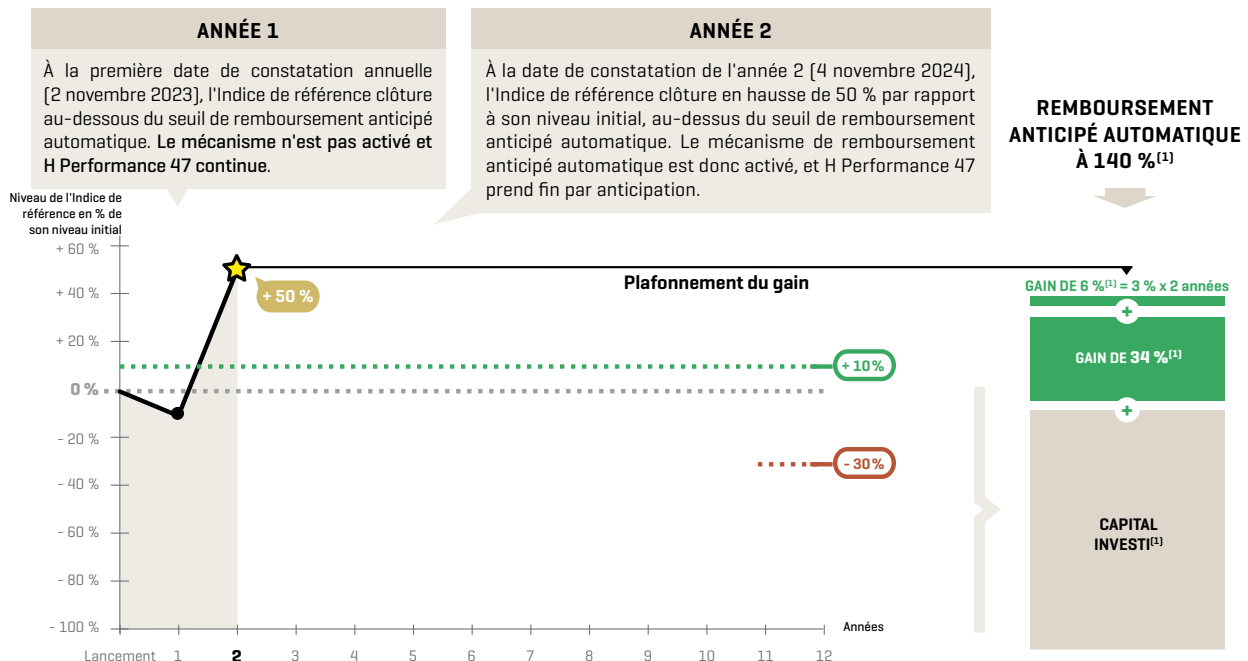 ANNÉE 1
À la première date de constatation annuelle
(2 novembre 2023), l'Indice de référence clôture
au-dessous du seuil de remboursement anticipé
automatique. Le mécanisme n'est pas activé et
H Performance 47 continue.
ANNÉE 2
À la date de constatation de l'année 2 (4 novembre 2024),
l'Indice de référence clôture en hausse de 50 % par rapport
à son niveau initial, au-dessus du seuil de remboursement
anticipé automatique. Le mécanisme de remboursement
anticipé automatique est donc activé, et H Performance 47
prend fin par anticipation.
REMBOURSEMENT
ANTICIPÉ AUTOMATIQUE
À 140 %(1)
Niveau de l'Indice de
référence en % de
son niveau initial
+ 60 %
+ 40 %
+ 20 %
0 %
- 20 %
- 40 %
- 60 %
- 80 %
- 100 %
+ 50 %
Plafonnement du gain
+ 10%
- 30%
Années
Lancement 1 2 3 4 5 6 7 8 9 10 11 12
GAIN DE 6 %(1) = 3 % x 2 années
+
GAIN DE 34 %(1)
+
CAPITAL
INVESTI(1)